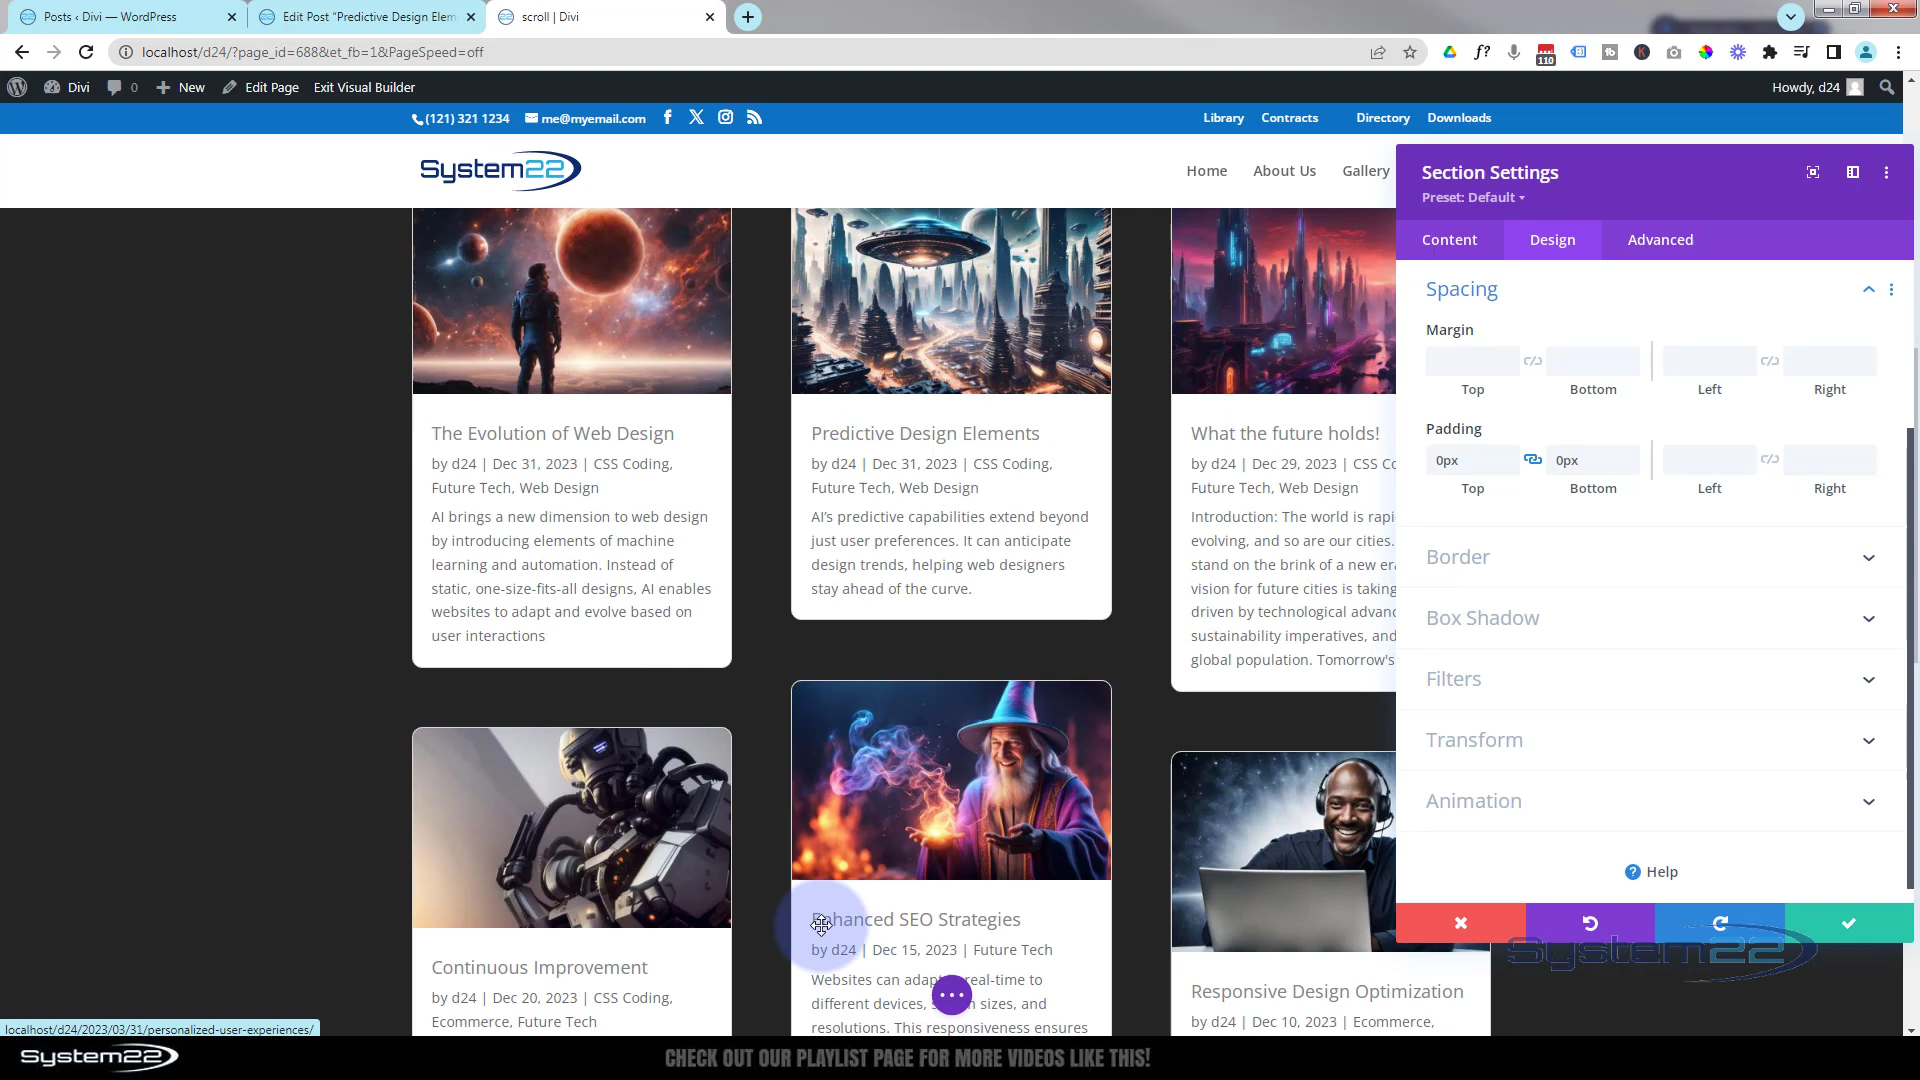 Posts ‹ Divi — WordPress
Edit Post "Predictive Design Elem
scroll | Divi
localhost/d24/?page_id=688&et_fb=1&PageSpeed=off
f?
110
Divi
0
New
Edit Page
Exit Visual Builder
Howdy, d24
(121) 321 1234
me@myemail.com
Library
Contracts
Directory
Downloads
System22
Home
About Us
Gallery
Section Settings
Preset: Default
Content
Design
Advanced
Spacing
Margin
Top
Bottom
Left
Right
Padding
0px
0px
Top
Bottom
Left
Right
Border
Box Shadow
Filters
Transform
Animation
Help
The Evolution of Web Design
by d24 | Dec 31, 2023 | CSS Coding,
Future Tech, Web Design
AI brings a new dimension to web design
by introducing elements of machine
learning and automation. Instead of
static, one-size-fits-all designs, AI enables
websites to adapt and evolve based on
user interactions
Predictive Design Elements
by d24 | Dec 31, 2023 | CSS Coding,
Future Tech, Web Design
AI's predictive capabilities extend beyond
just user preferences. It can anticipate
design trends, helping web designers
stay ahead of the curve.
What the future holds!
by d24 | Dec 29, 2023 | CSS Co
Future Tech, Web Design
Introduction: The world is rapi
evolving, and so are our cities.
stand on the brink of a new era
vision for future cities is taking
driven by technological advanc
sustainability imperatives, and
global population. Tomorrow's
Continuous Improvement
by d24 | Dec 20, 2023 | CSS Coding,
Ecommerce, Future Tech
Enhanced SEO Strategies
by d24 | Dec 15, 2023 | Future Tech
Websites can adapt real-time to
different devices, sizes, and
resolutions. This responsiveness ensures
Responsive Design Optimization
by d24 | Dec 10, 2023 | Ecommerce,
System22
localhost/d24/2023/03/31/personalized-user-experiences/
System22
CHECK OUT OUR PLAYLIST PAGE FOR MORE VIDEOS LIKE THIS!